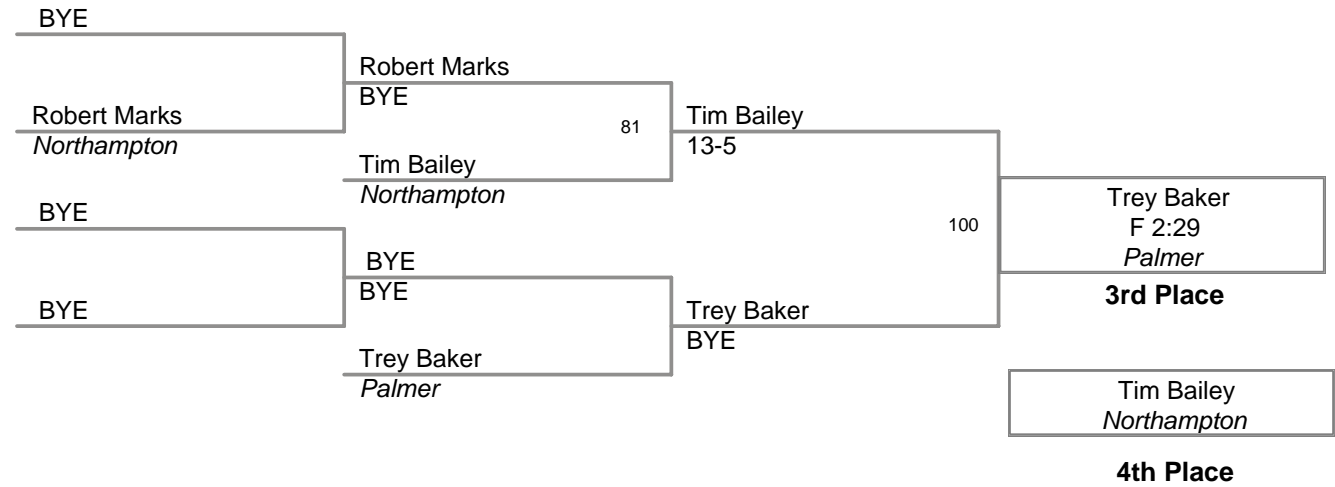 BYE
Robert Marks
BYE
Robert Marks
Northampton
81
Tim Bailey
13-5
Tim Bailey
Northampton
Trey Baker
F 2:29
Palmer
BYE
100
BYE
BYE
3rd Place
BYE
Trey Baker
BYE
Trey Baker
Palmer
Tim Bailey
Northampton
4th Place